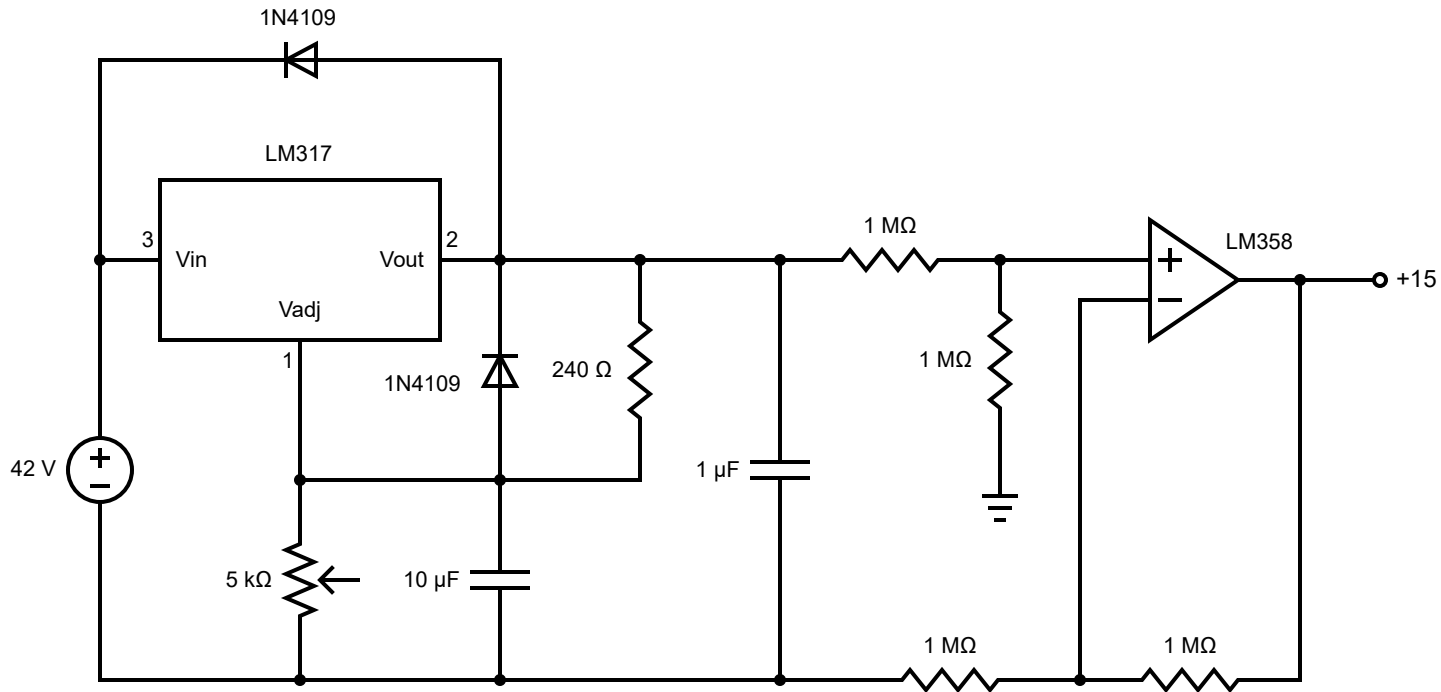 1N4109
LM317
3
Vin
Vout
2
Vadj
1
1N4109
240 Ω
42 V
5 kΩ
10 µF
1 µF
1 MΩ
1 MΩ
LM358
+15
1 MΩ
1 MΩ